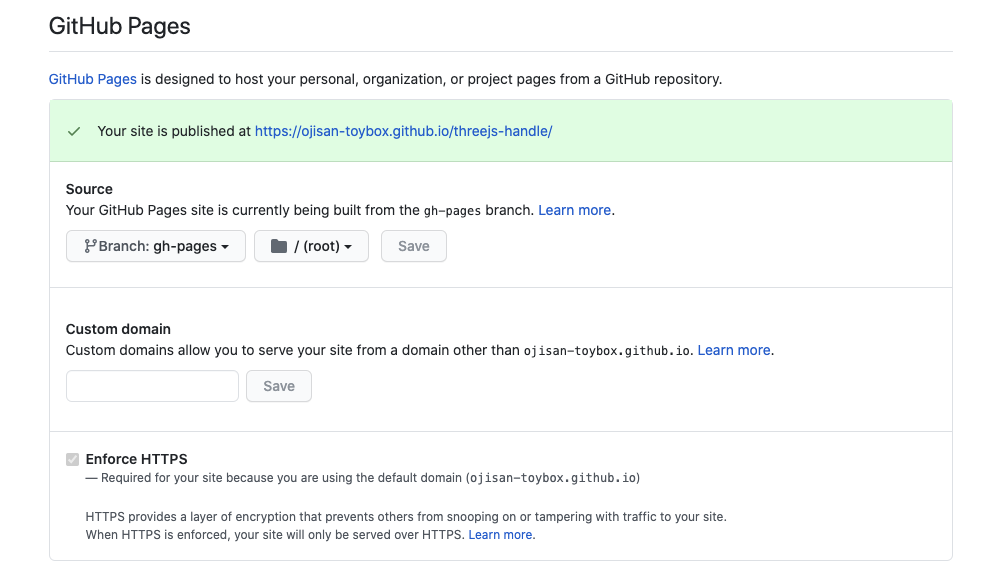 GitHub Pages
GitHub Pages is designed to host your personal, organization, or project pages from a GitHub repository.
Your site is published at https://ojisan-toybox.github.io/threejs-handle/
Source
Your GitHub Pages site is currently being built from the gh-pages branch. Learn more.
Branch: gh-pages / (root) Save
Custom domain
Custom domains allow you to serve your site from a domain other than ojisan-toybox.github.io. Learn more.
Save
Enforce HTTPS
— Required for your site because you are using the default domain (ojisan-toybox.github.io)
HTTPS provides a layer of encryption that prevents others from snooping on or tampering with traffic to your site.
When HTTPS is enforced, your site will only be served over HTTPS. Learn more.